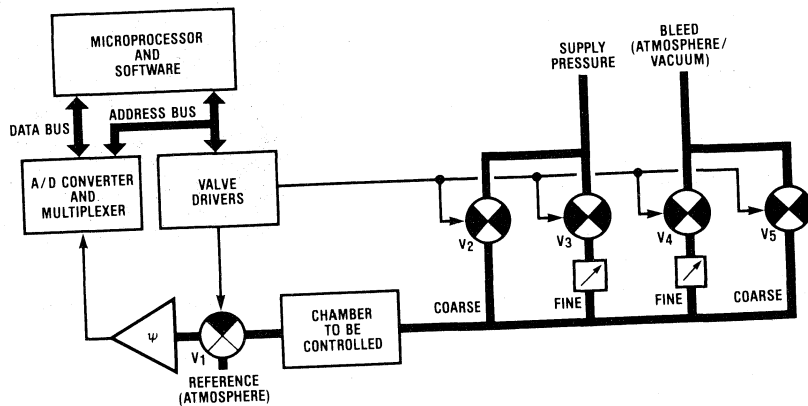 MICROPROCESSOR
AND
SOFTWARE
SUPPLY
PRESSURE
BLEED
(ATMOSPHERE/
VACUUM)
DATA BUS
ADDRESS BUS
A/D CONVERTER
AND
MULTIPLEXER
VALVE
DRIVERS
V2
V3
V4
V5
COARSE
FINE
FINE
COARSE
CHAMBER
TO BE
CONTROLLED
Ψ
V1
REFERENCE
(ATMOSPHERE)